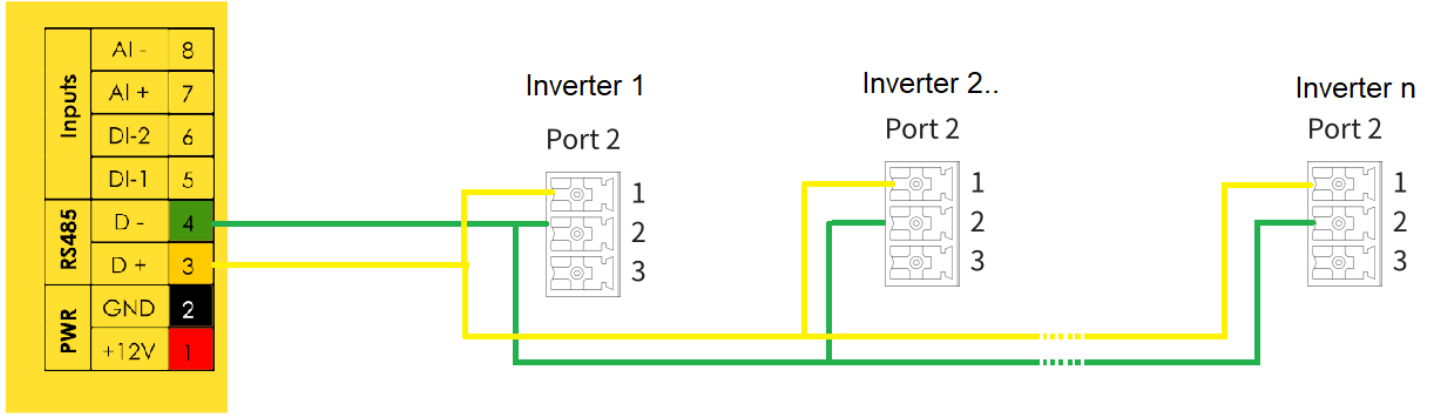 Inputs
AI - 8
AI + 7
DI-2 6
DI-1 5
RS485
D - 4
D + 3
PWR
GND 2
+12V 1
Inverter 1
Port 2
1
2
3
Inverter 2..
Port 2
1
2
3
Inverter n
Port 2
1
2
3